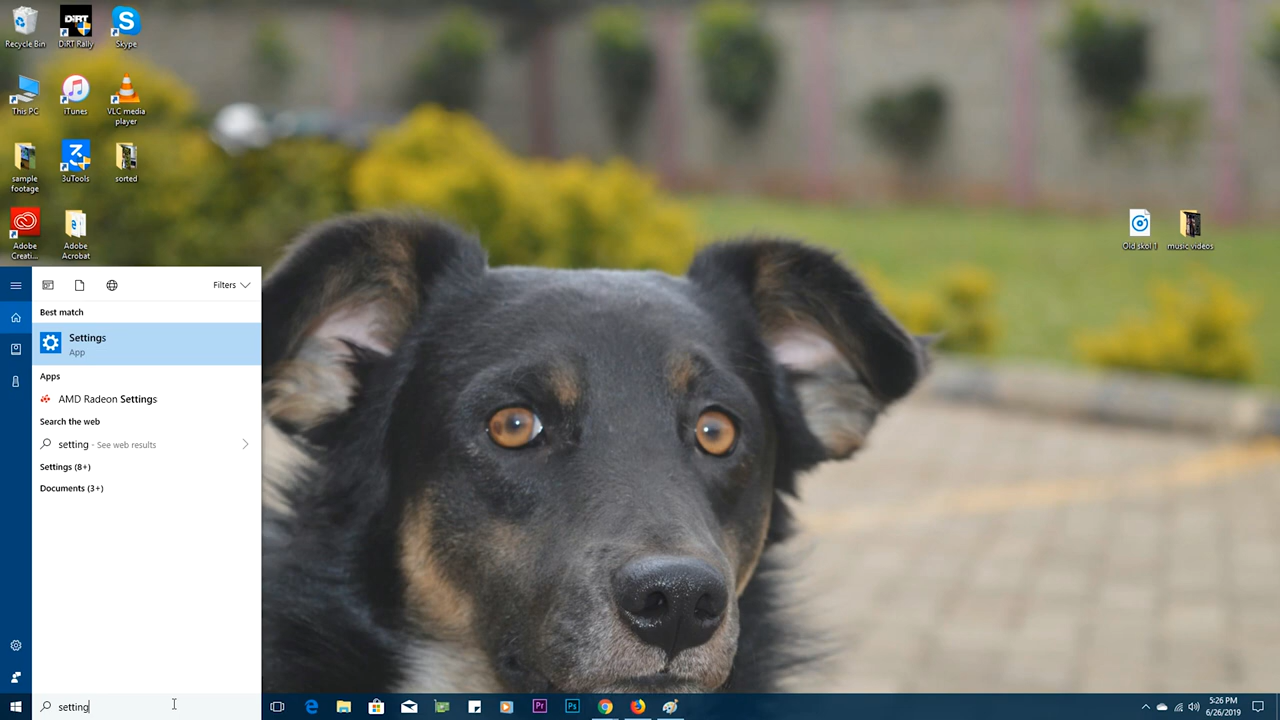 Recycle Bin
DiRT Rally
Skype
This PC
iTunes
VLC media
player
sample
footage
3uTools
sorted
Adobe
Creati...
Adobe
Acrobat
Old skol 1
music videos
Filters
Best match
Settings
App
Apps
AMD Radeon Settings
Search the web
setting - See web results
Settings (8+)
Documents (3+)
setting
Pr
Ps
5:26 PM
6/26/2019